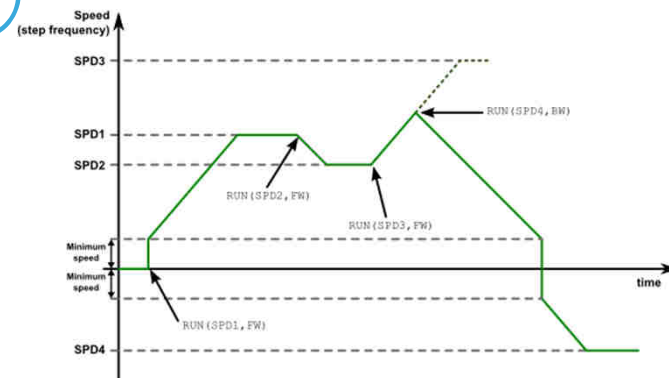 Speed
(step frequency)
SPD3
RUN(SPD4,BW)
SPD1
SPD2
RUN(SPD2,FW)
RUN(SPD3,FW)
Minimum
speed
Minimum
speed
time
RUN(SPD1,FW)
SPD4